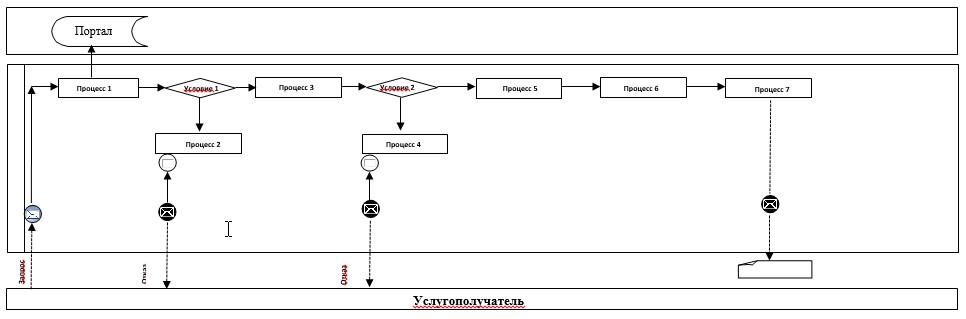 Портал
Процесс 1
Условие 1
Процесс 3
Условие 2
Процесс 5
Процесс 6
Процесс 7
Процесс 2
Процесс 4
Запрос
Отказ
Отказ
Услугополучатель